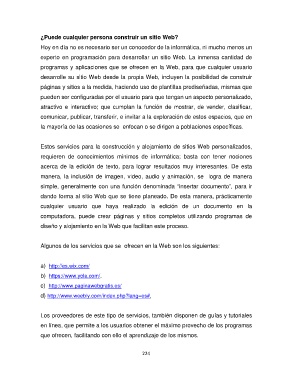 ¿Puede cualquier persona construir un sitio Web?
Hoy en día no es necesario ser un conocedor de la informática, ni mucho menos un
experto en programación para desarrollar un sitio Web. La inmensa cantidad de
programas y aplicaciones que se ofrecen en la Web, para que cualquier usuario
desarrolle su sitio Web desde la propia Web, incluyen la posibilidad de construir
páginas y sitios a la medida, haciendo uso de plantillas prediseñadas, mismas que
pueden ser configuradas por el usuario para que tengan un aspecto personalizado,
atractivo e interactivo; que cumplan la función de mostrar, de vender, clasificar,
comunicar, publicar, transferir, e invitar a la exploración de estos espacios, que en
la mayoría de las ocasiones se enfocan o se dirigen a poblaciones específicas.
Estos servicios para la construcción y alojamiento de sitios Web personalizados,
requieren de conocimientos mínimos de informática; basta con tener nociones
acerca de la edición de texto, para lograr resultados muy interesantes. De esta
manera, la inclusión de imagen, video, audio y animación, se logra de manera
simple, generalmente con una función denominada “insertar documento”, para ir
dando forma al sitio Web que se tiene planeado. De esta manera, prácticamente
cualquier usuario que haya realizado la edición de un documento en la
computadora, puede crear páginas y sitios completos utilizando programas de
diseño y alojamiento en la Web que facilitan este proceso.
Algunos de los servicios que se ofrecen en la Web son los siguientes:
a) http://es.wix.com/
b) https://www.yola.com/.
c) http://www.paginawebgratis.es/
d) http://www.weebly.com/index.php?lang=es#.
Los proveedores de este tipo de servicios, también disponen de guías y tutoriales
en línea, que permite a los usuarios obtener el máximo provecho de los programas
que ofrecen, facilitando con ello el aprendizaje de los mismos.
231